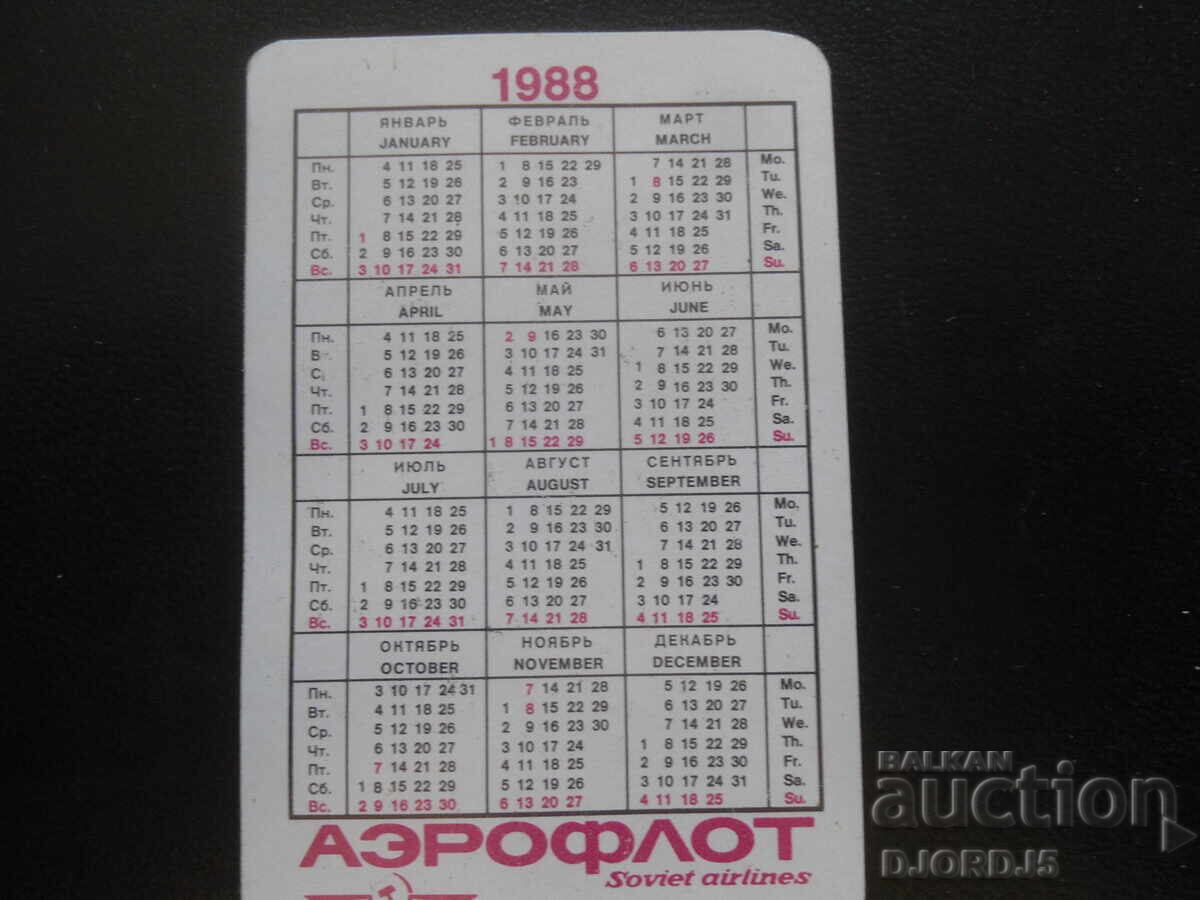 1988
ЯНВАРЬ ФЕВРАЛЬ МАРТ
JANUARY FEBRUARY MARCH
Пн. 4 11 18 25 1 8 15 22 29 7 14 21 28 Mo.
Вт. 5 12 19 26 2 9 16 23 1 8 15 22 29 Tu.
Ср. 6 13 20 27 3 10 17 24 2 9 16 23 30 We.
Чт. 7 14 21 28 4 11 18 25 3 10 17 24 31 Th.
Пт. 1 8 15 22 29 5 12 19 26 4 11 18 25 Fr.
Сб. 2 9 16 23 30 6 13 20 27 5 12 19 26 Sa.
Вс. 3 10 17 24 31 7 14 21 28 6 13 20 27 Su.
АПРЕЛЬ МАЙ ИЮНЬ
APRIL MAY JUNE
Пн. 4 11 18 25 2 9 16 23 30 6 13 20 27 Mo.
В 5 12 19 26 3 10 17 24 31 7 14 21 28 Tu.
С 6 13 20 27 4 11 18 25 1 8 15 22 29 We.
Чт. 7 14 21 28 5 12 19 26 2 9 16 23 30 Th.
Пт. 1 8 15 22 29 6 13 20 27 3 10 17 24 Fr.
Сб. 2 9 16 23 30 7 14 21 28 4 11 18 25 Sa.
Вс. 3 10 17 24 1 8 15 22 29 5 12 19 26 Su.
ИЮЛЬ АВГУСТ СЕНТЯБРЬ
JULY AUGUST SEPTEMBER
Пн. 4 11 18 25 1 8 15 22 29 5 12 19 26 Mo.
Вт. 5 12 19 26 2 9 16 23 30 6 13 20 27 Tu.
Ср. 6 13 20 27 3 10 17 24 31 7 14 21 28 We.
Чт. 7 14 21 28 4 11 18 25 1 8 15 22 29 Th.
Пт. 1 8 15 22 29 5 12 19 26 2 9 16 23 30 Fr.
Сб. 2 9 16 23 30 6 13 20 27 3 10 17 24 Sa.
Вс. 3 10 17 24 31 7 14 21 28 4 11 18 25 Su.
ОКТЯБРЬ НОЯБРЬ ДЕКАБРЬ
OCTOBER NOVEMBER DECEMBER
Пн. 3 10 17 24 31 7 14 21 28 5 12 19 26 Mo.
Вт. 4 11 18 25 1 8 15 22 29 6 13 20 27 Tu.
Ср. 5 12 19 26 2 9 16 23 30 7 14 21 28 We.
Чт. 6 13 20 27 3 10 17 24 1 8 15 22 29 Th.
Пт. 7 14 21 28 4 11 18 25 2 9 16 23 30 Fr.
Сб. 1 8 15 22 29 5 12 19 26 3 10 17 24 31 Sa.
Вс. 2 9 16 23 30 6 13 20 27 4 11 18 25 Su.
АЭРОФЛОТ
Soviet airlines
BALKAN
auction
DJORDJ5